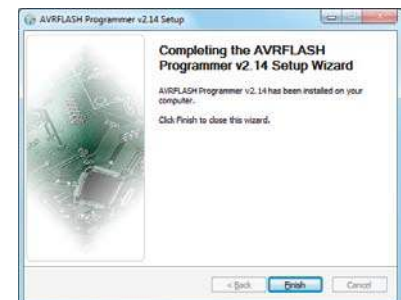 AVRFLASH Programmer v2.14 Setup
Completing the AVRFLASH
Programmer v2.14 Setup Wizard
AVRFLASH Programmer v2.14 has been installed on your
computer.
Click Finish to close this wizard.
< Back Finish Cancel